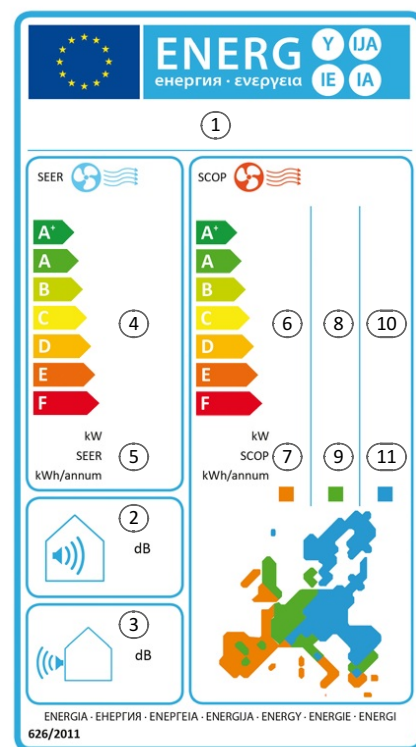 ENERG Y IJA
енергия · ενεργεια IE IA
1
SEER
A+
A
B
C
D
E
F
4
kW
SEER 5
kWh/annum
SCOP
A+
A
B
C
D
E
F
6 8 10
kW
SCOP 7 9 11
kWh/annum
2
dB
3
dB
ENERGIA · ЕНЕРГИЯ · ΕΝΕΡΓΕΙΑ · ENERGIJA · ENERGY · ENERGIE · ENERGI
626/2011